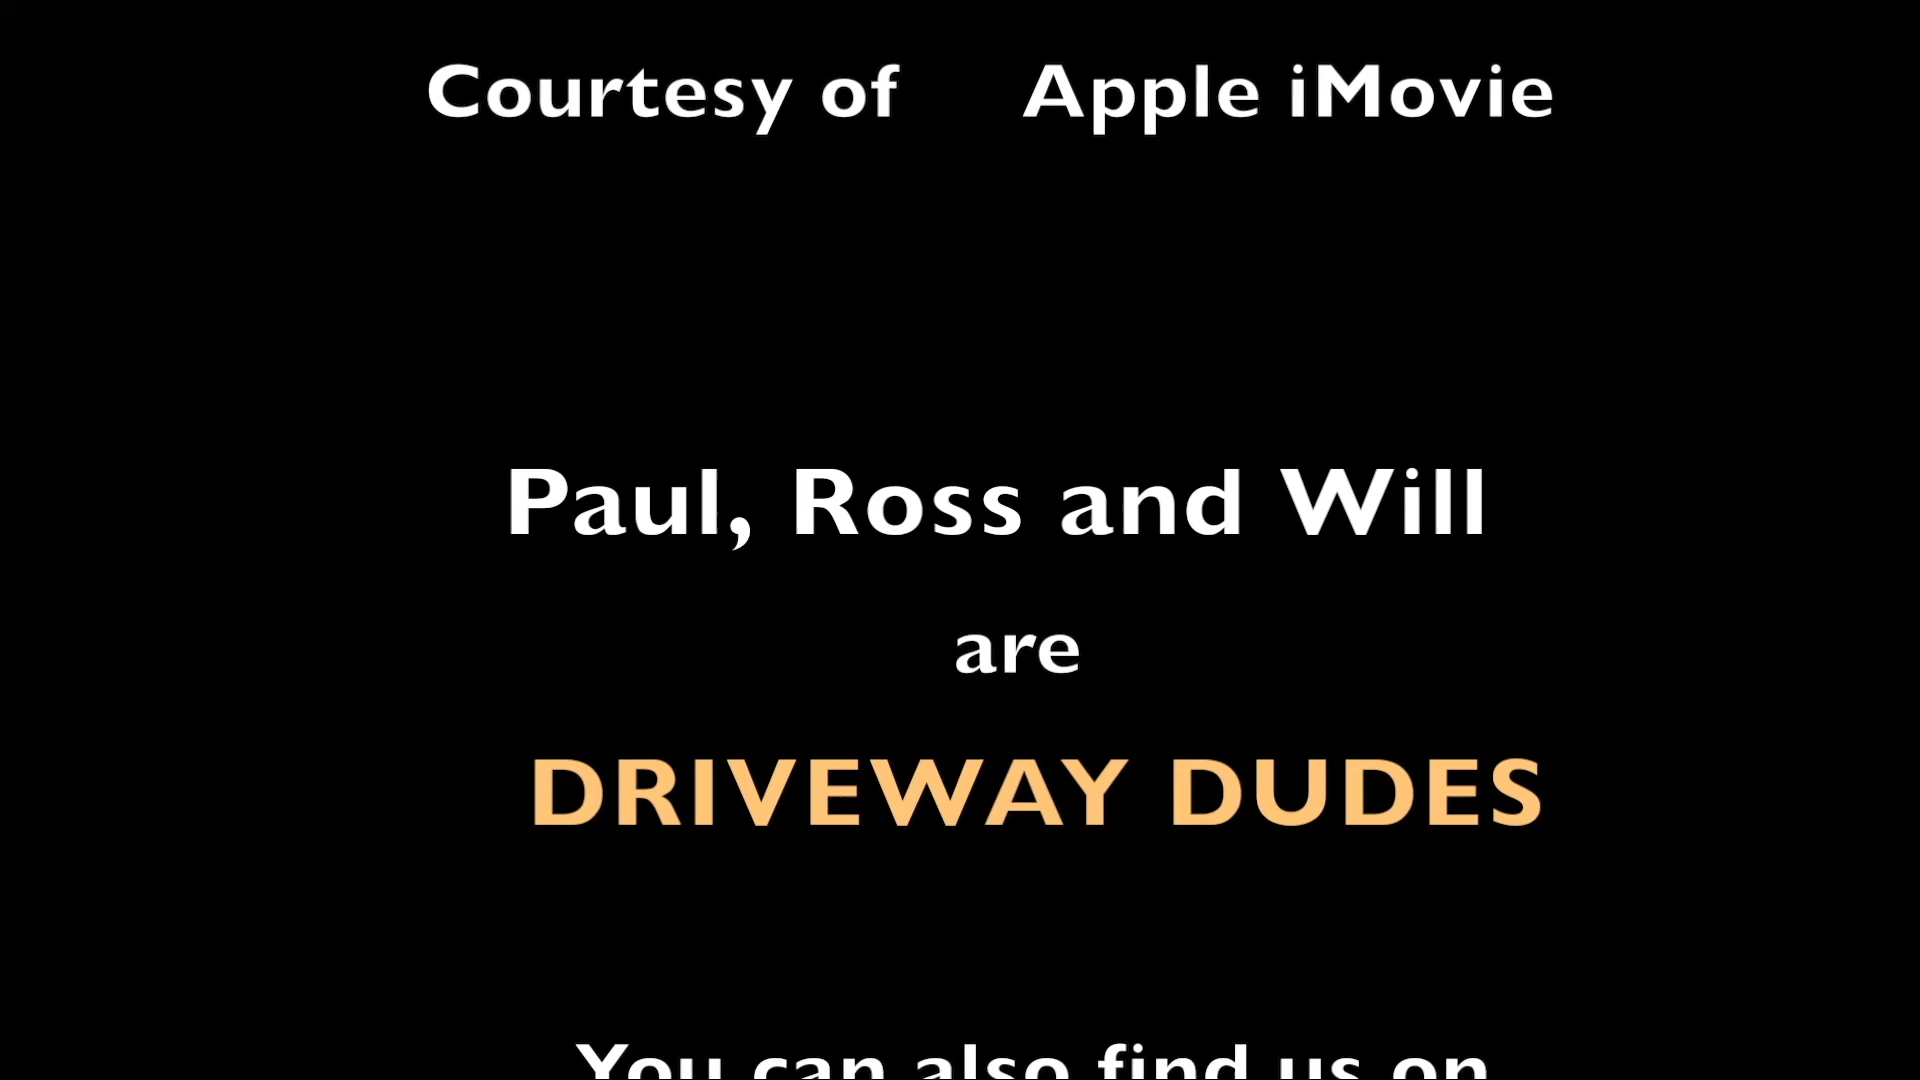 Courtesy of Apple iMovie
Paul, Ross and Will
are
DRIVEWAY DUDES
You can also find us on